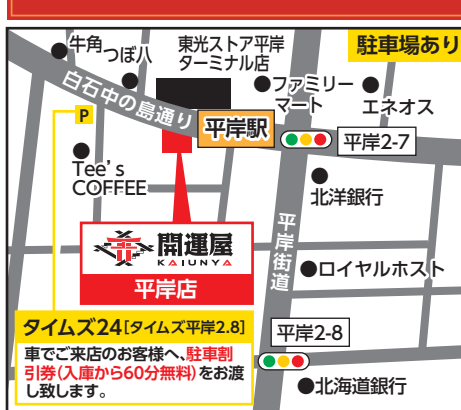 牛角
つぼ八
東光ストア平岸
ターミナル店
駐車場あり
ファミリー
マート
エネオス
白石中の島通り
P
平岸駅
平岸2-7
Tee's
COFFEE
北洋銀行
開運屋
KAIUNYA
平岸店
平岸街道
ロイヤルホスト
タイムズ24[タイムズ平岸2.8]
車でご来店のお客様へ、駐車割
引券(入庫から60分無料)をお渡
し致します。
平岸2-8
北海道銀行